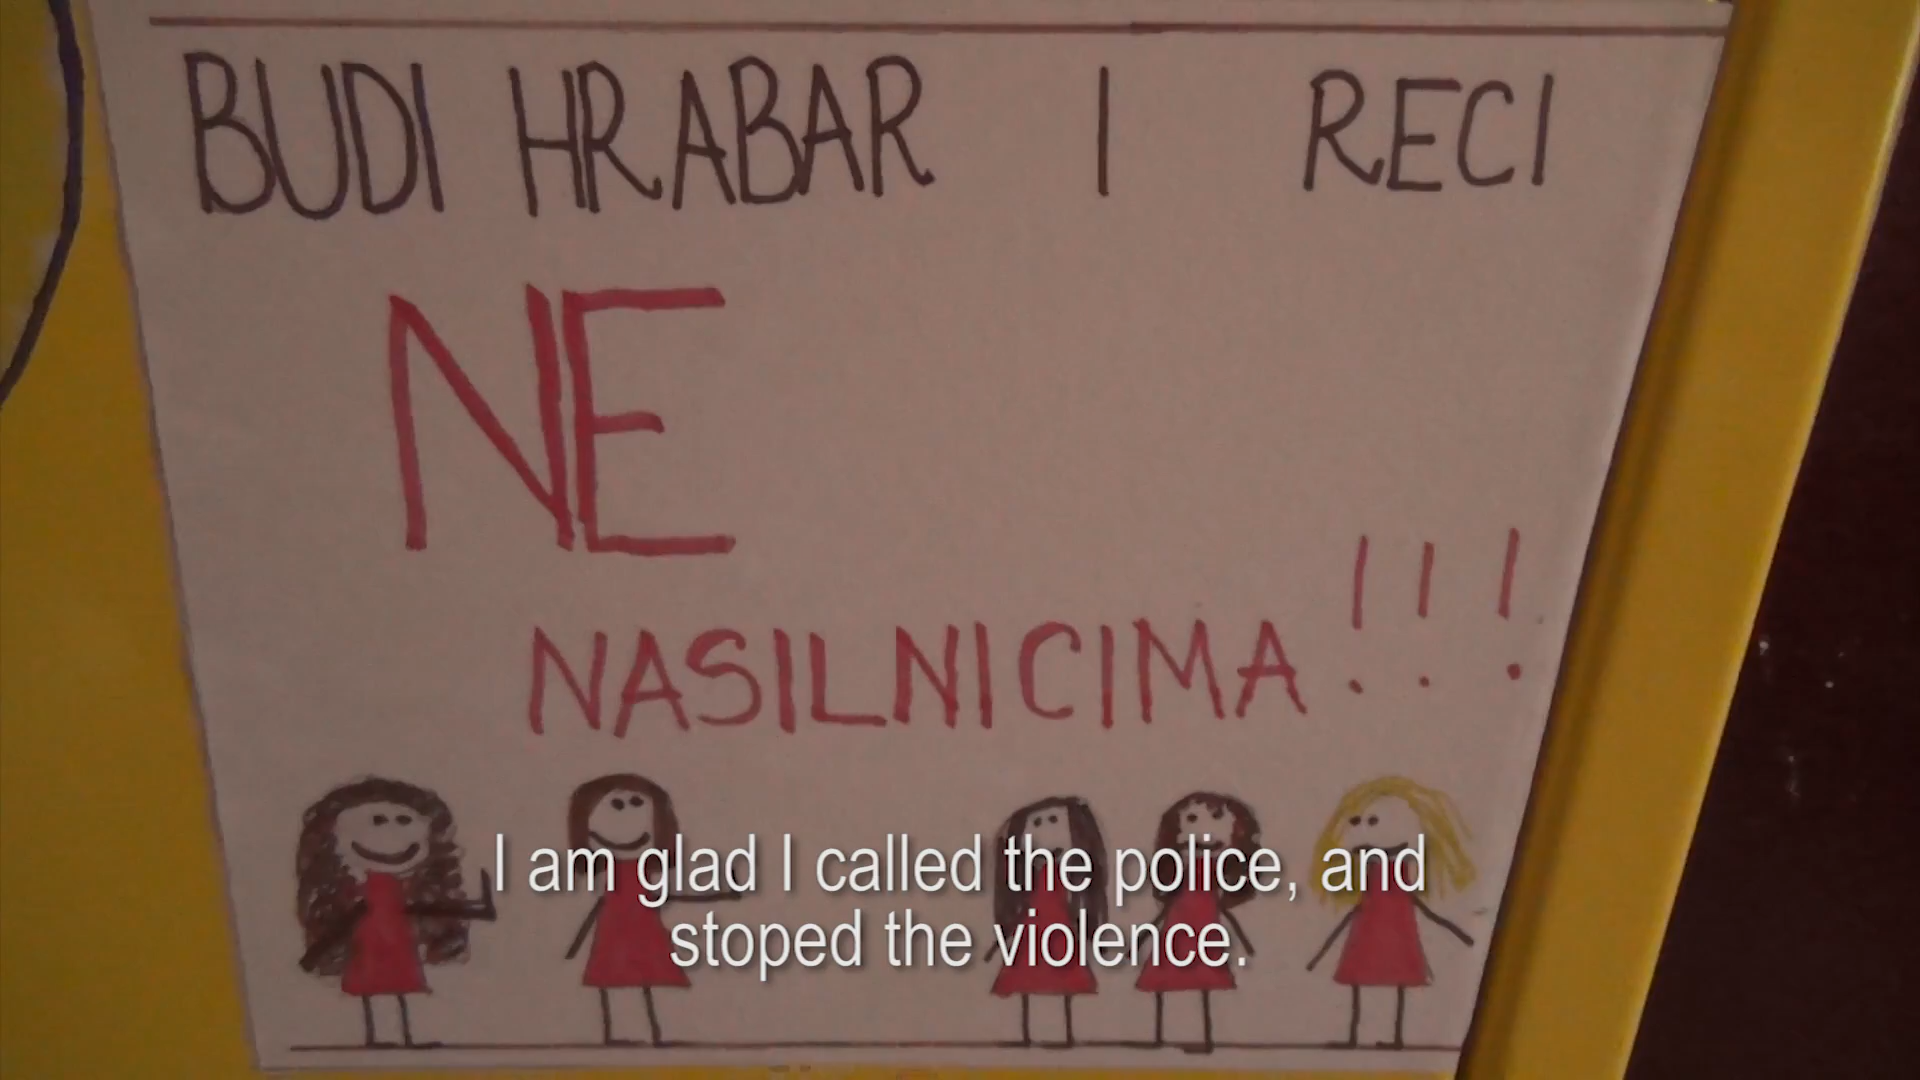 BUDI HRABAR I RECI
NE
NASILNICIMA!!!
I am glad I called the police, and
stoped the violence.